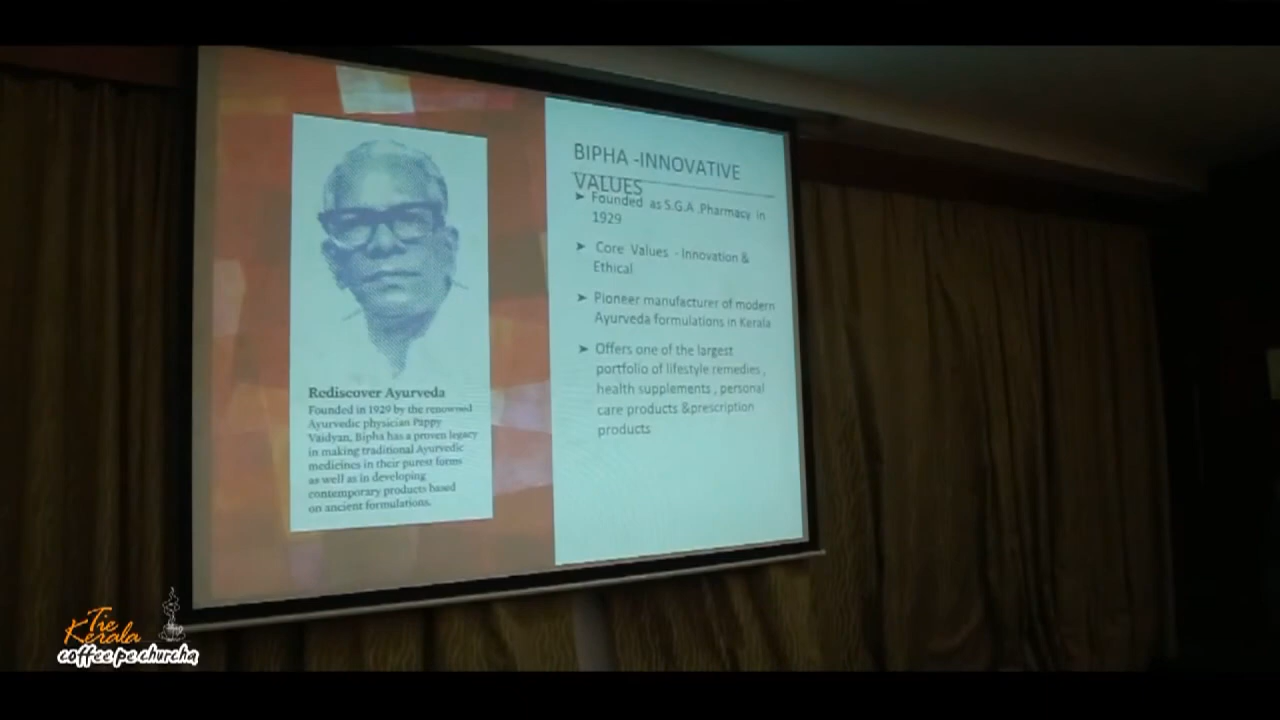 Rediscover Ayurveda
Founded in 1929 by the renowned
Ayurvedic physician Pappy
Vaidyan, Bipha has a proven legacy
in making traditional Ayurvedic
medicines in their purest forms
as well as in developing
contemporary products based
on ancient formulations.
BIPHA -INNOVATIVE
VALUES
➤ Founded as S.G.A .Pharmacy in
1929
➤ Core Values - Innovation &
Ethical
➤ Pioneer manufacturer of modern
Ayurveda formulations in Kerala
➤ Offers one of the largest
portfolio of lifestyle remedies ,
health supplements , personal
care products &prescription
products
TiE
Kerala
coffee pe churcha